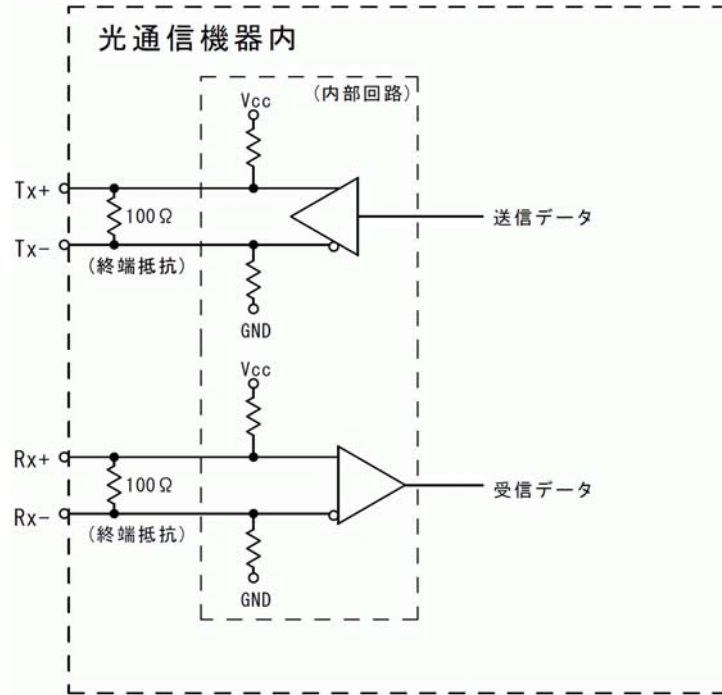 光通信機器内
(内部回路)
Vcc
Tx+
100Ω
送信データ
Tx-
(終端抵抗)
GND
Vcc
Rx+
100Ω
受信データ
Rx-
(終端抵抗)
GND